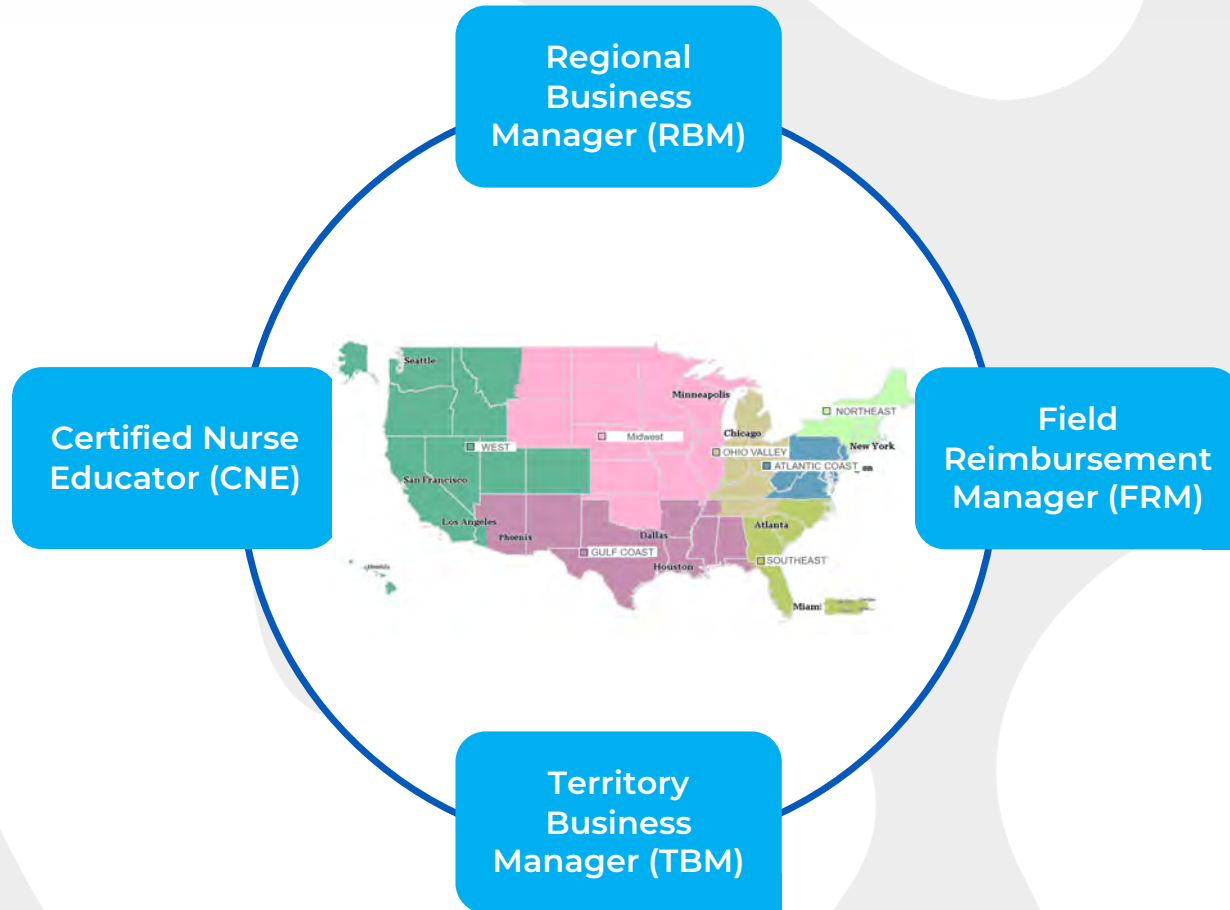 Regional
Business
Manager (RBM)
Seattle
Minneapolis
NORTHEAST
Chicago
Midwest
New York
WEST
OHIO VALLEY
ATLANTIC COAST
Certified Nurse
Educator (CNE)
Field
Reimbursement
Manager (FRM)
San Francisco
Los Angeles
Atlanta
Phoenix
Dallas
GULF COAST
SOUTHEAST
Houston
Miami
Territory
Business
Manager (TBM)